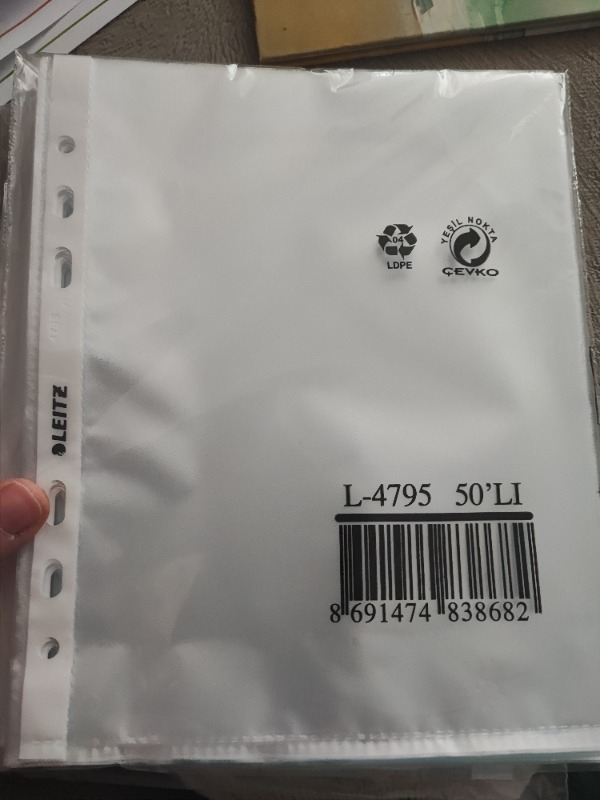 04
LDPE
YEŞİL NOKTA
ÇEVKO
LEITZ
L-4795 50'LI
8 691474 838682